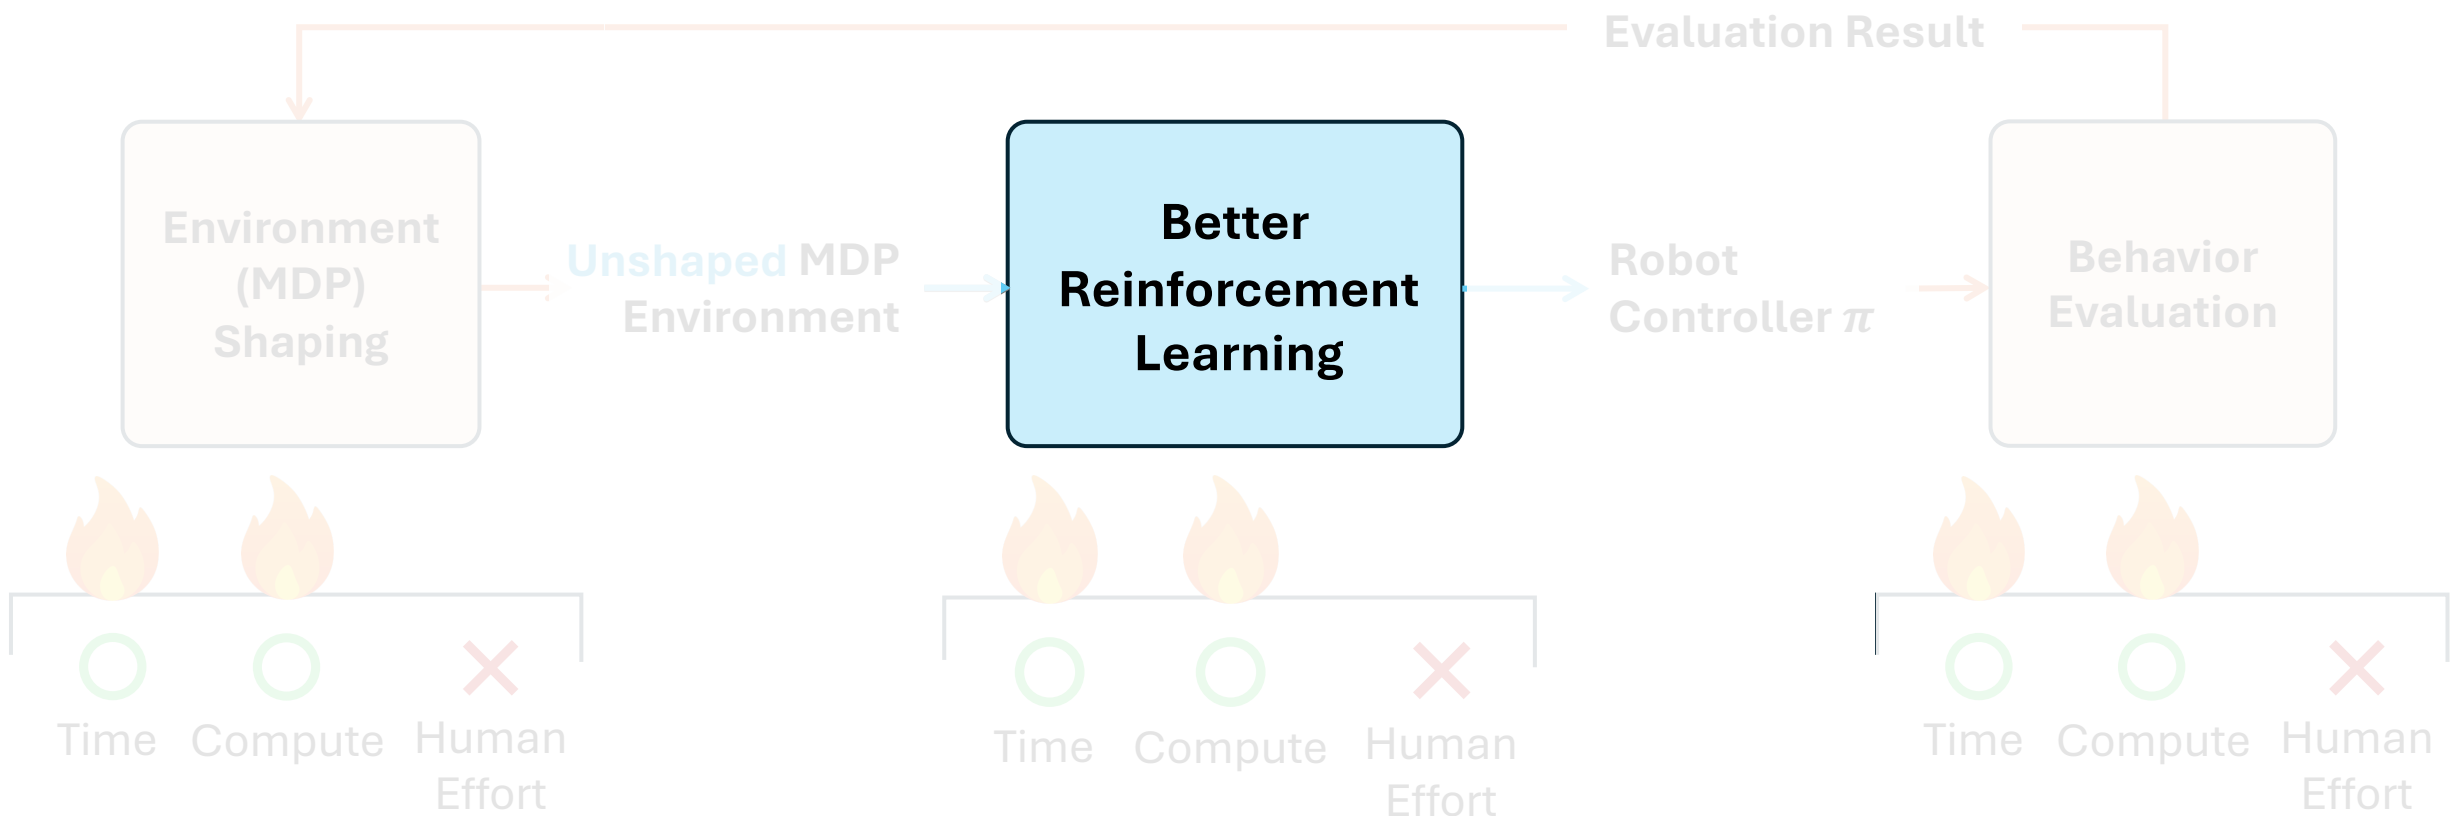 Evaluation Result
Environment
(MDP)
Shaping
Unshaped MDP
Environment
Better
Reinforcement
Learning
Robot
Controller π
Behavior
Evaluation
Time
Compute
Human
Effort
Time
Compute
Human
Effort
Time
Compute
Human
Effort